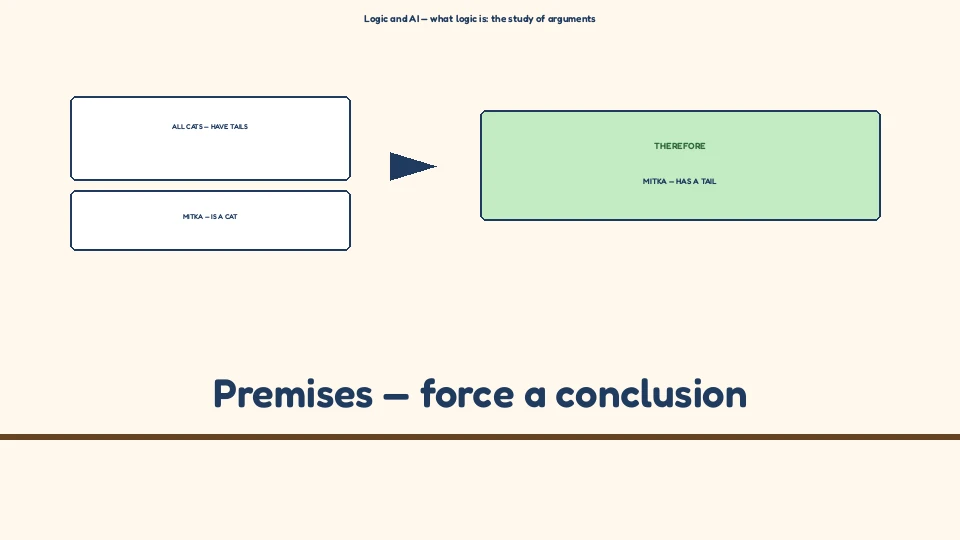 Logic and AI — what logic is: the study of arguments
ALL CATS — HAVE TAILS
MITKA — IS A CAT
THEREFORE
MITKA — HAS A TAIL
Premises — force a conclusion